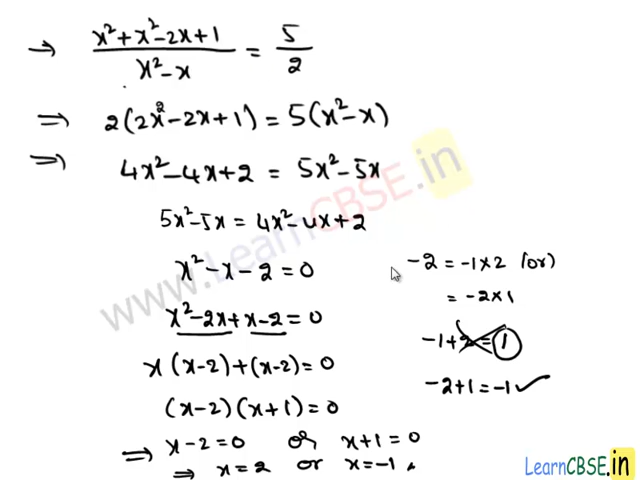 → (x²+x²-2x+1)/(x²-x) = 5/2
⇒ 2(2x²-2x+1) = 5(x²-x)
⇒ 4x²-4x+2 = 5x²-5x
5x²-5x = 4x²-4x+2
x²-x-2=0
x²-2x+x-2=0
x(x-2)+(x-2)=0
(x-2)(x+1)=0
⇒ x-2=0 or x+1=0
⇒ x=2 or x=-1.
-2 = -1×2 (or)
= -2×1
-1+2=1
-2+1=-1✓
www.LearnCBSE.in
LearnCBSE.in